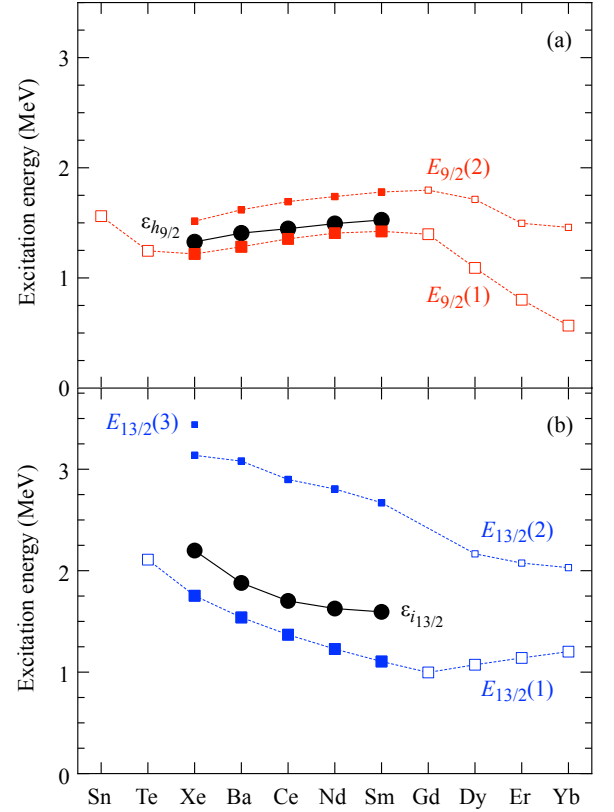 3
(a)
Excitation energy (MeV)
2
E9/2(2)
εh9/2
1
E9/2(1)
0
E13/2(3)
(b)
3
Excitation energy (MeV)
E13/2(2)
2
εi13/2
1
E13/2(1)
0
Sn Te Xe Ba Ce Nd Sm Gd Dy Er Yb